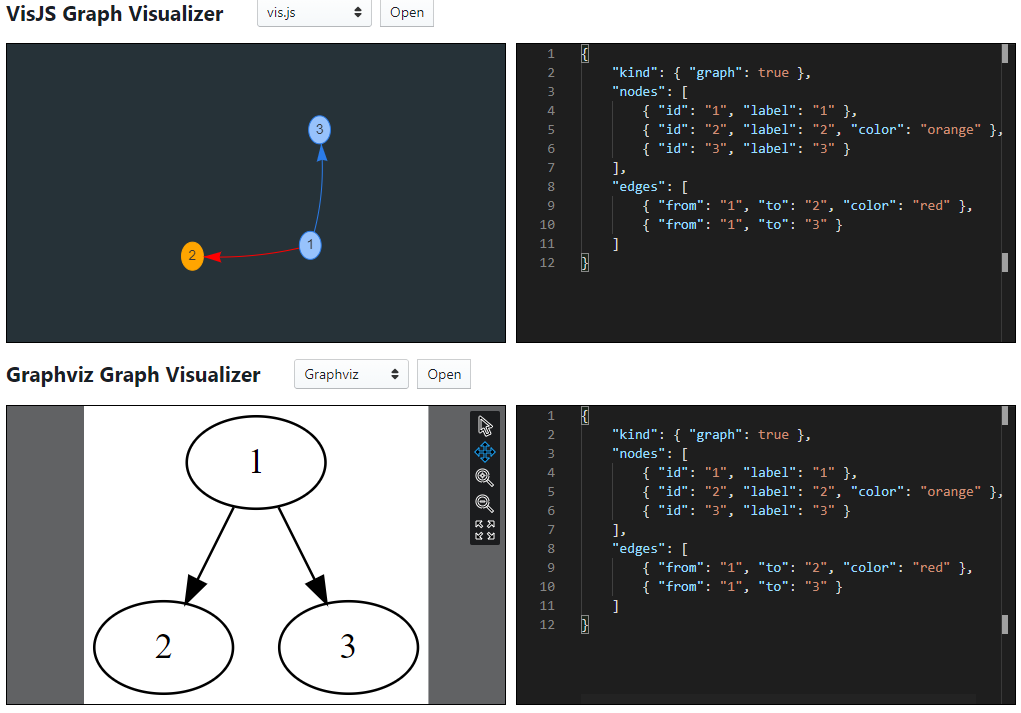 VisJS Graph Visualizer
vis.js
Open
3
1
2
1 {
2 "kind": { "graph": true },
3 "nodes": [
4 { "id": "1", "label": "1" },
5 { "id": "2", "label": "2", "color": "orange" },
6 { "id": "3", "label": "3" }
7 ],
8 "edges": [
9 { "from": "1", "to": "2", "color": "red" },
10 { "from": "1", "to": "3" }
11 ]
12 }
Graphviz Graph Visualizer
Graphviz
Open
1
2
3
1 {
2 "kind": { "graph": true },
3 "nodes": [
4 { "id": "1", "label": "1" },
5 { "id": "2", "label": "2", "color": "orange" },
6 { "id": "3", "label": "3" }
7 ],
8 "edges": [
9 { "from": "1", "to": "2", "color": "red" },
10 { "from": "1", "to": "3" }
11 ]
12 }